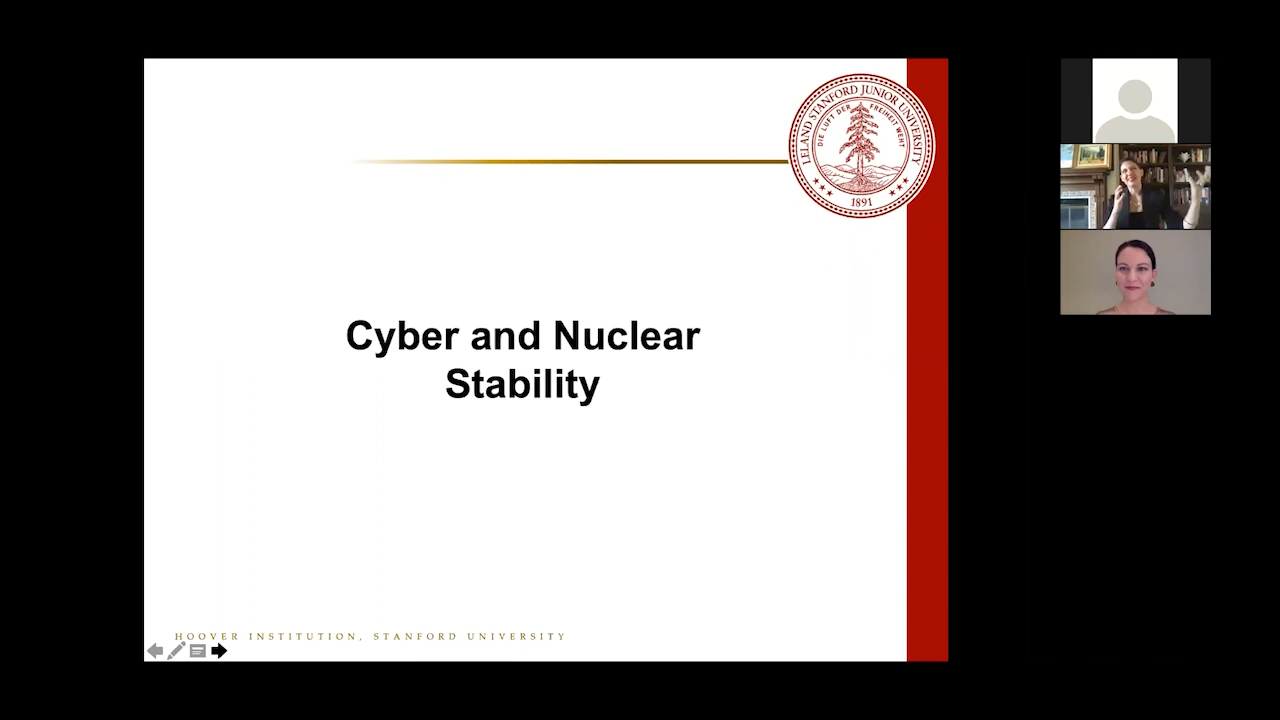 LELAND STANFORD JUNIOR UNIVERSITY
DIE LUFT DER FREIHEIT WEHT
1891
Cyber and Nuclear
Stability
HOOVER INSTITUTION, STANFORD UNIVERSITY